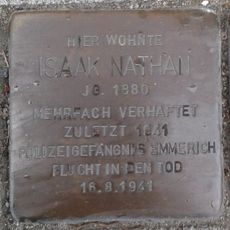 HIER WOHNTE
ISAAK NATHAN
JG. 1880
MEHRFACH VERHAFTET
ZULETZT 1941
POLIZEIGEFÄNGNIS EMMERICH
FLUCHT IN DEN TOD
16.8.1941